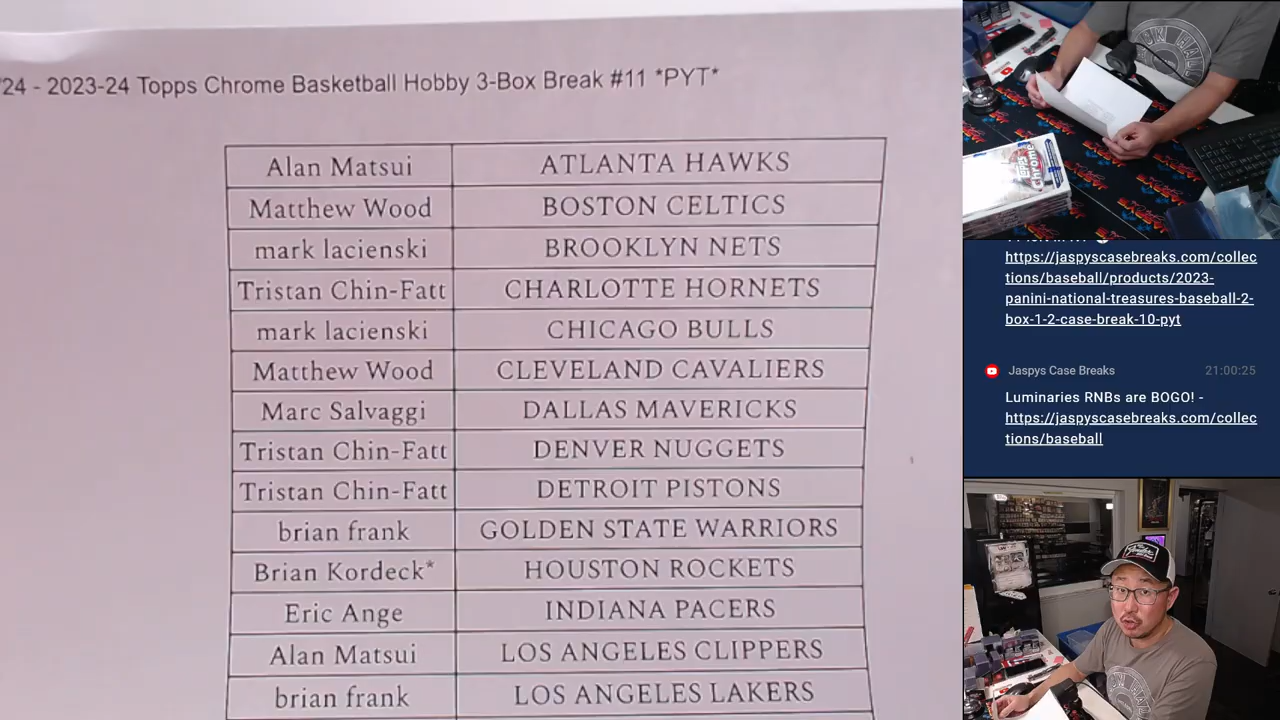 /24 - 2023-24 Topps Chrome Basketball Hobby 3-Box Break #11 *PYT*
Alan Matsui ATLANTA HAWKS
Matthew Wood BOSTON CELTICS
mark lacienski BROOKLYN NETS
Tristan Chin-Fatt CHARLOTTE HORNETS
mark lacienski CHICAGO BULLS
Matthew Wood CLEVELAND CAVALIERS
Marc Salvaggi DALLAS MAVERICKS
Tristan Chin-Fatt DENVER NUGGETS
Tristan Chin-Fatt DETROIT PISTONS
brian frank GOLDEN STATE WARRIORS
Brian Kordeck* HOUSTON ROCKETS
Eric Ange INDIANA PACERS
Alan Matsui LOS ANGELES CLIPPERS
brian frank LOS ANGELES LAKERS
https://jaspyscasebreaks.com/collec
tions/baseball/products/2023-
panini-national-treasures-baseball-2-
box-1-2-case-break-10-pyt
Jaspys Case Breaks 21:00:25
Luminaries RNBs are BOGO! -
https://jaspyscasebreaks.com/collec
tions/baseball